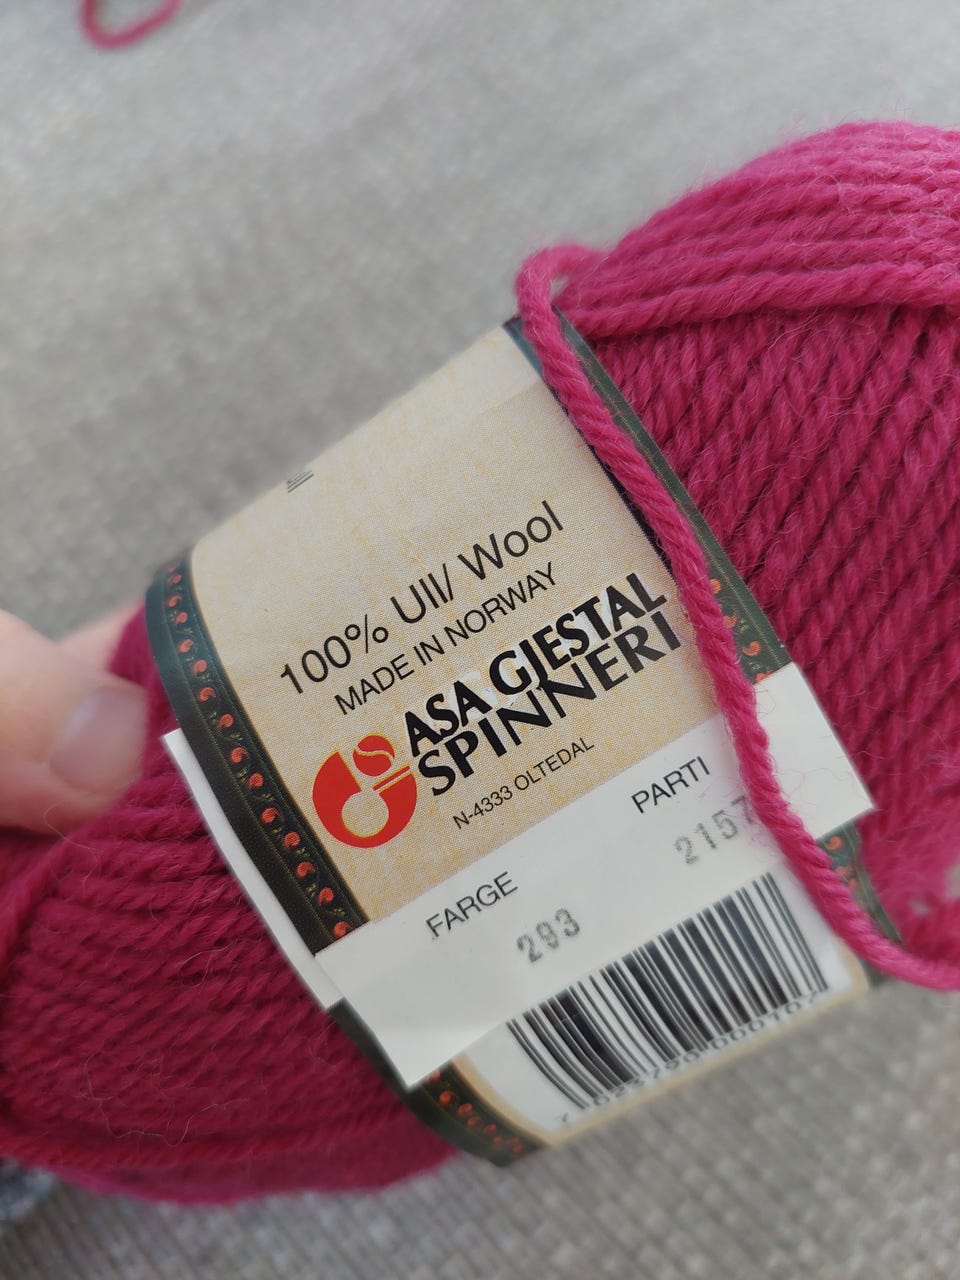 100% Ull/ Wool
MADE IN NORWAY
ASA GJESTAL
SPINNERI
N-4333 OLTEDAL
FARGE
PARTI
293
2157